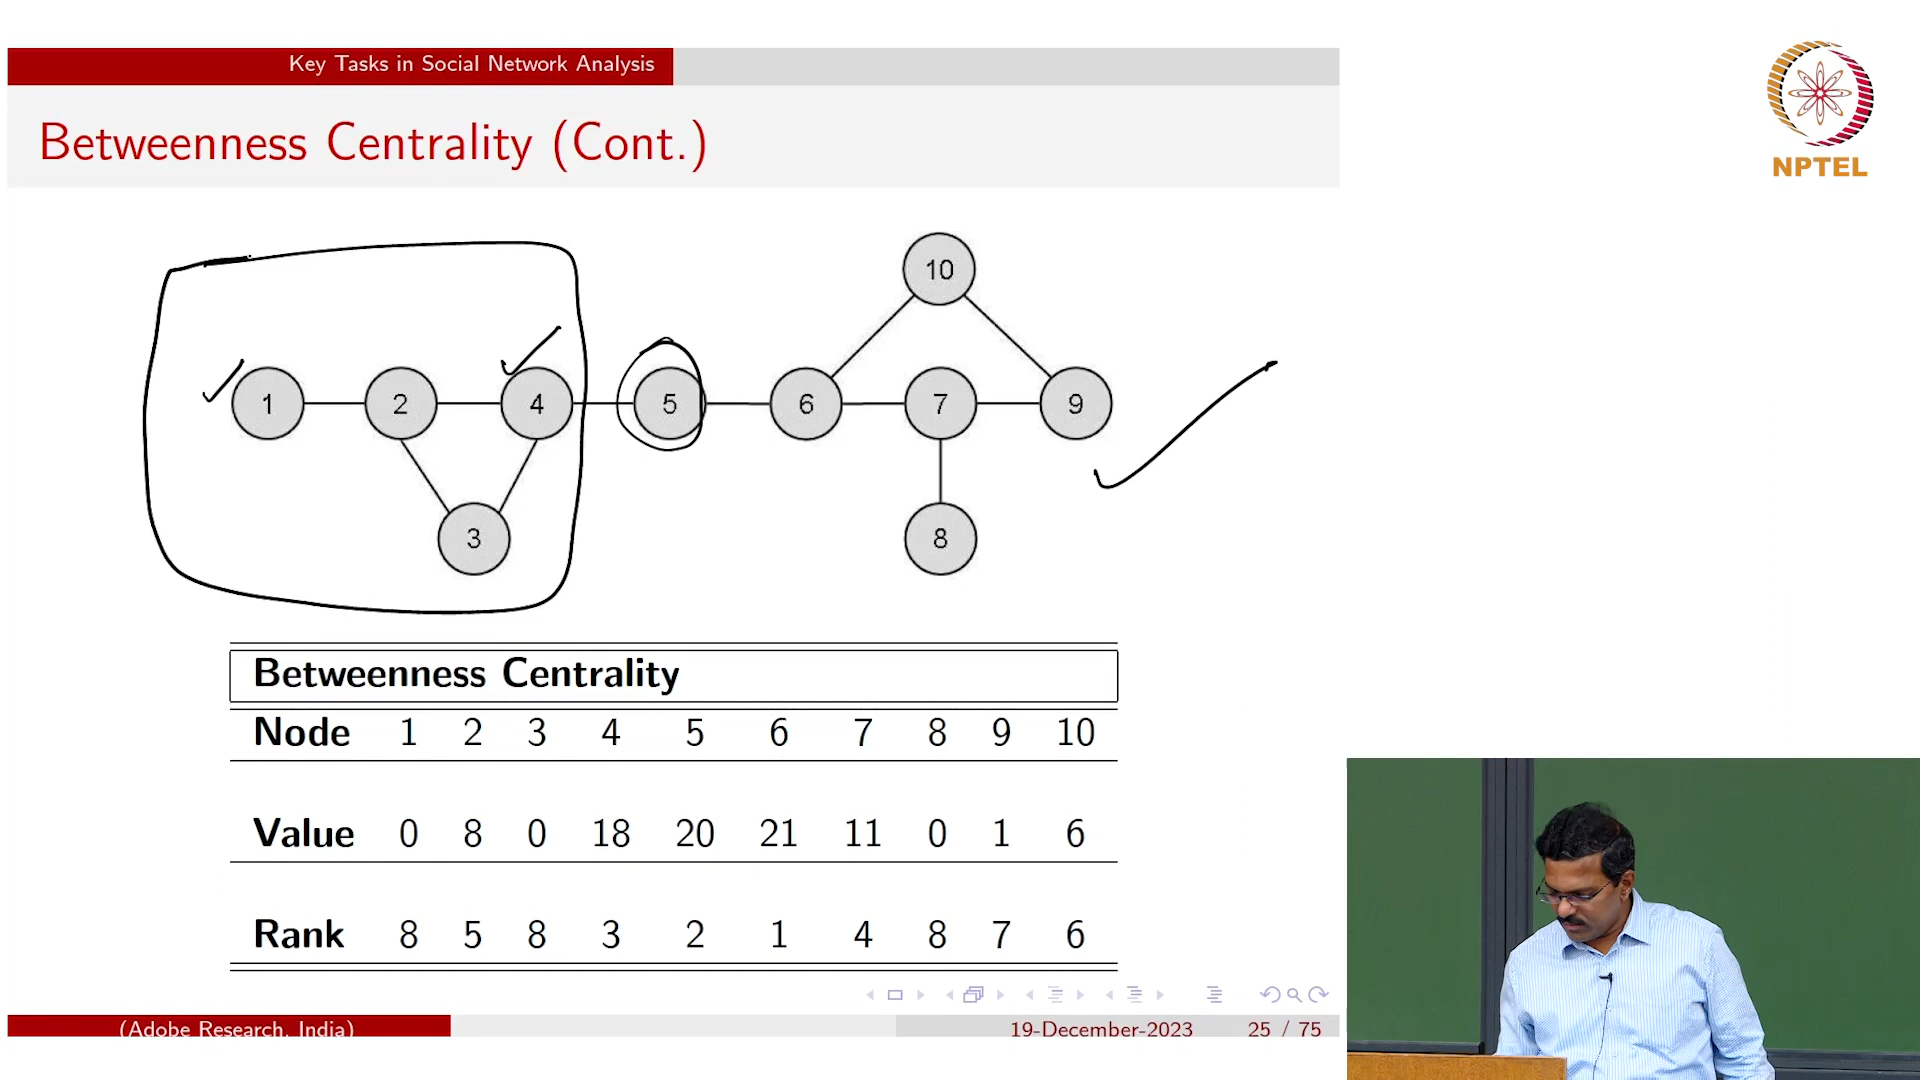 Key Tasks in Social Network Analysis
NPTEL
Betweenness Centrality (Cont.)
10
1 2 4 5 6 7 9
3 8
Betweenness Centrality
Node 1 2 3 4 5 6 7 8 9 10
Value 0 8 0 18 20 21 11 0 1 6
Rank 8 5 8 3 2 1 4 8 7 6
(Adobe Research, India) 19-December-2023 25 / 75